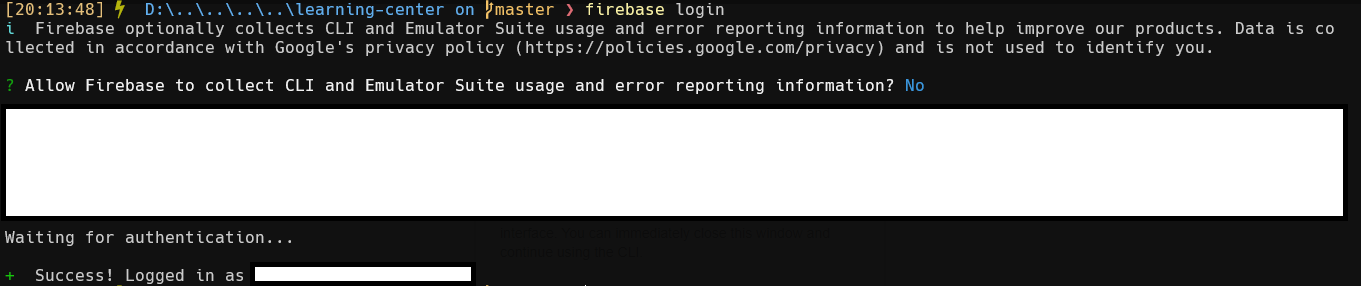 [20:13:48] ⚡ D:\..\..\..\..\learning-center on master ❯ firebase login
i Firebase optionally collects CLI and Emulator Suite usage and error reporting information to help improve our products. Data is co
llected in accordance with Google's privacy policy (https://policies.google.com/privacy) and is not used to identify you.
? Allow Firebase to collect CLI and Emulator Suite usage and error reporting information? No
Waiting for authentication...
+ Success! Logged in as